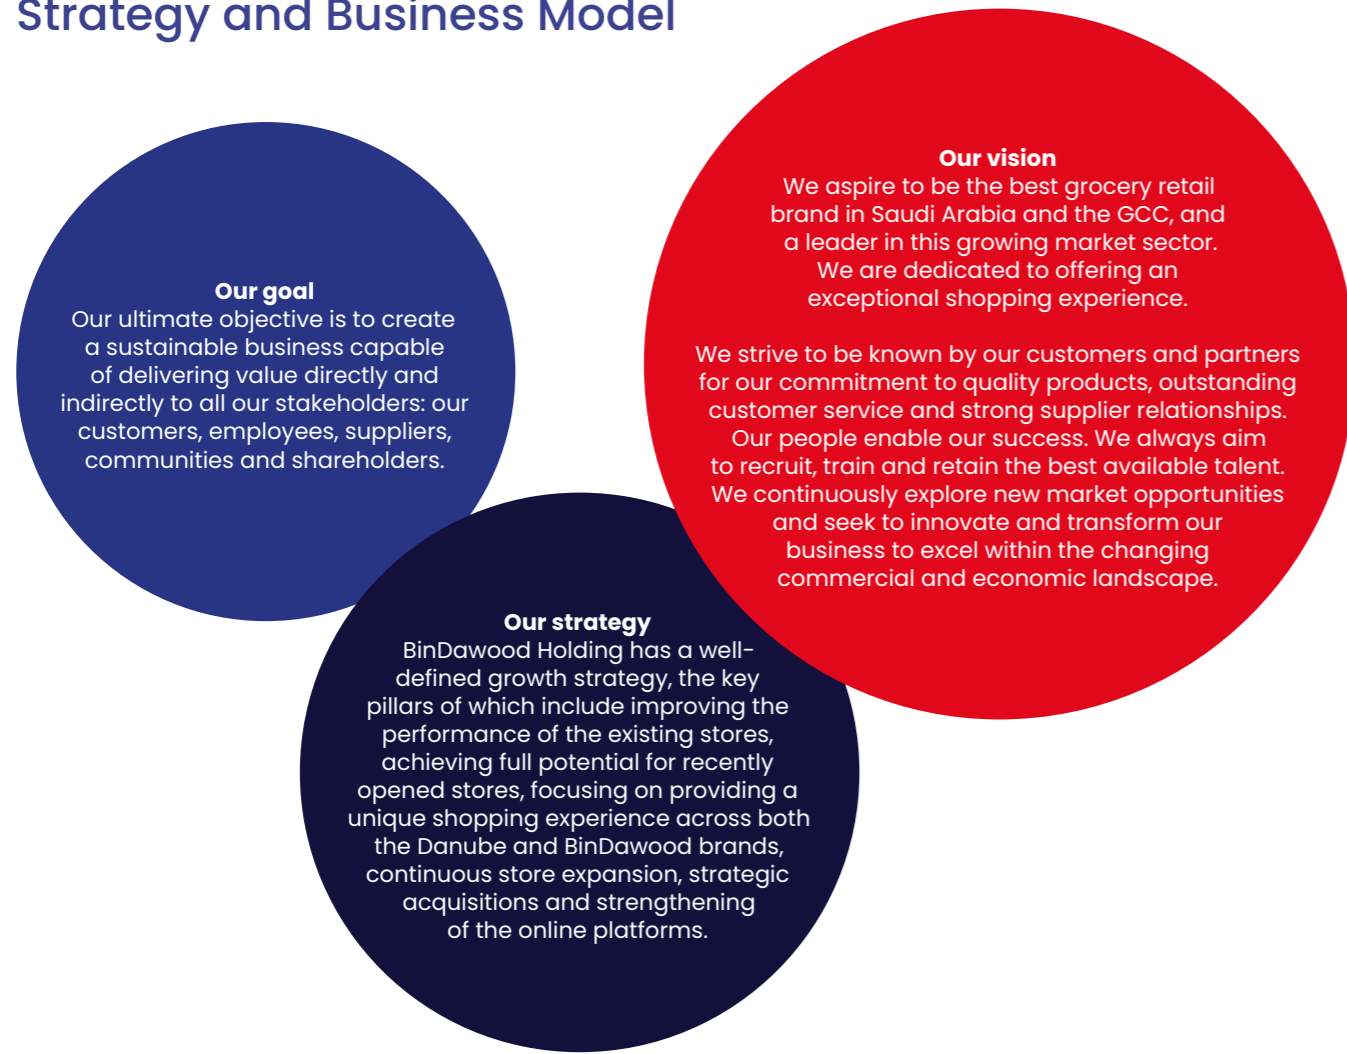 Strategy and Business Model
Our goal
Our ultimate objective is to create
a sustainable business capable
of delivering value directly and
indirectly to all our stakeholders: our
customers, employees, suppliers,
communities and shareholders.
Our vision
We aspire to be the best grocery retail
brand in Saudi Arabia and the GCC, and
a leader in this growing market sector.
We are dedicated to offering an
exceptional shopping experience.
We strive to be known by our customers and partners
for our commitment to quality products, outstanding
customer service and strong supplier relationships.
Our people enable our success. We always aim
to recruit, train and retain the best available talent.
We continuously explore new market opportunities
and seek to innovate and transform our
business to excel within the changing
commercial and economic landscape.
Our strategy
BinDawood Holding has a well-
defined growth strategy, the key
pillars of which include improving the
performance of the existing stores,
achieving full potential for recently
opened stores, focusing on providing a
unique shopping experience across both
the Danube and BinDawood brands,
continuous store expansion, strategic
acquisitions and strengthening
of the online platforms.